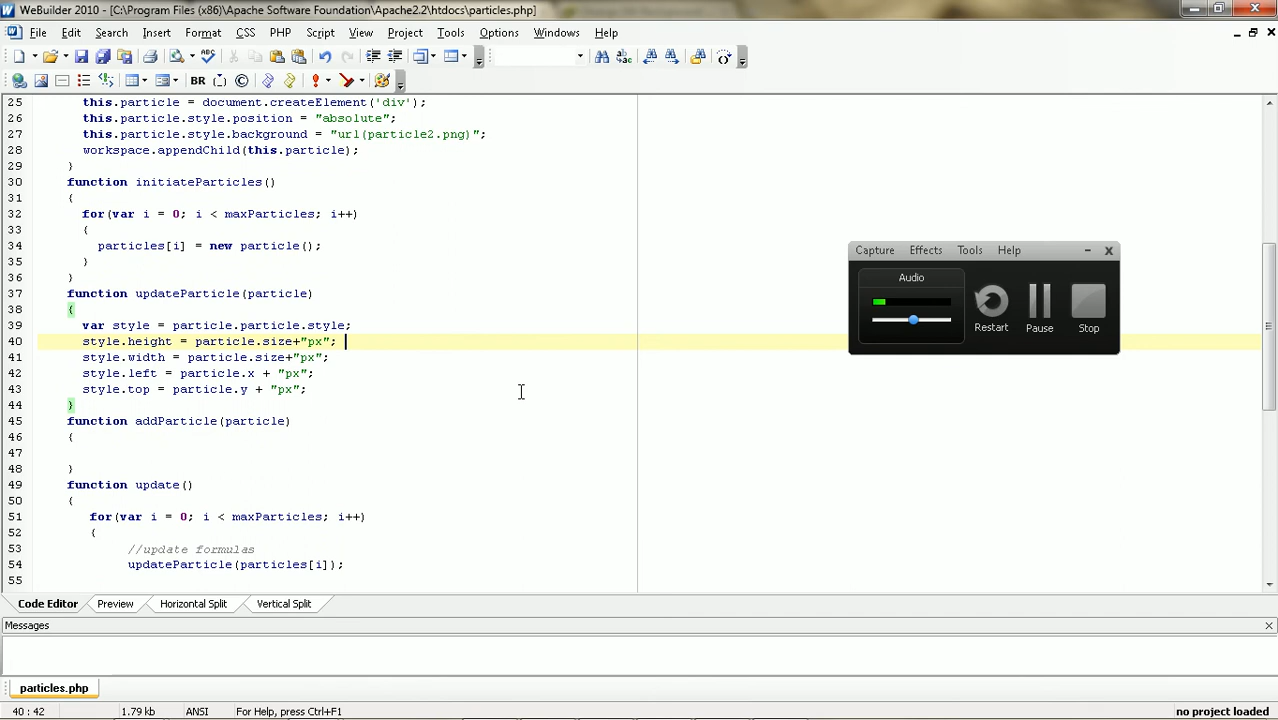 WeBuilder 2010 - [C:\Program Files (x86)\Apache Software Foundation\Apache2.2\htdocs\particles.php]
File Edit Search Insert Format CSS PHP Script View Project Tools Options Windows Help
BR
25 this.particle = document.createElement('div');
26 this.particle.style.position = "absolute";
27 this.particle.style.background = "url(particle2.png)";
28 workspace.appendChild(this.particle);
29 }
30 function initiateParticles()
31 {
32 for(var i = 0; i < maxParticles; i++)
33 {
34 particles[i] = new particle();
35 }
36 }
37 function updateParticle(particle)
38 {
39 var style = particle.particle.style;
40 style.height = particle.size+"px";
41 style.width = particle.size+"px";
42 style.left = particle.x + "px";
43 style.top = particle.y + "px";
44 }
45 function addParticle(particle)
46 {
47
48 }
49 function update()
50 {
51 for(var i = 0; i < maxParticles; i++)
52 {
53 //update formulas
54 updateParticle(particles[i]);
55
Capture Effects Tools Help
Audio
Restart Pause Stop
Code Editor Preview Horizontal Split Vertical Split
Messages
particles.php
40 : 42 1.79 kb ANSI For Help, press Ctrl+F1 no project loaded